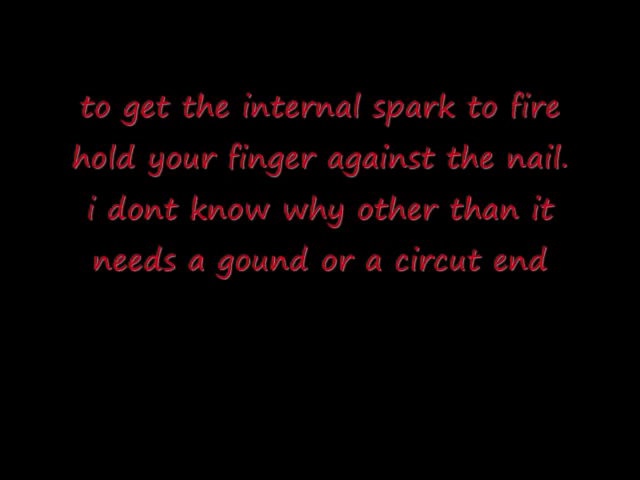 to get the internal spark to fire
hold your finger against the nail.
i dont know why other than it
needs a gound or a circut end